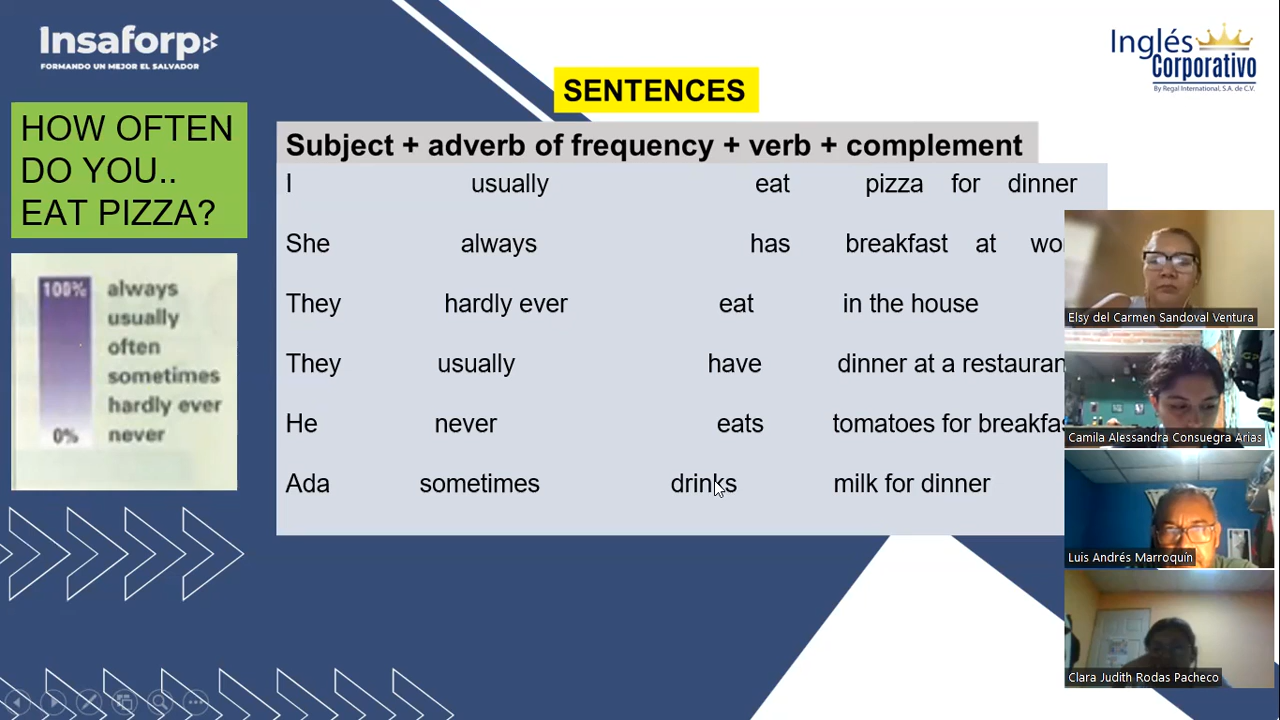 Insaforp
FORMANDO UN MEJOR EL SALVADOR
Inglés
Corporativo
By Regal International, S.A. de C.V.
SENTENCES
HOW OFTEN
DO YOU..
EAT PIZZA?
Subject + adverb of frequency + verb + complement
I usually eat pizza for dinner
She always has breakfast at
They hardly ever eat in the house
They usually have dinner at a
He never eats tomatoes for
Ada sometimes drinks milk for dinner
100% always
usually
often
sometimes
hardly ever
0% never
Elsy del Carmen Sandoval Ventura
Camila Alessandra Consuegra Arias
Luis Andrés Marroquín
Clara Judith Rodas Pacheco